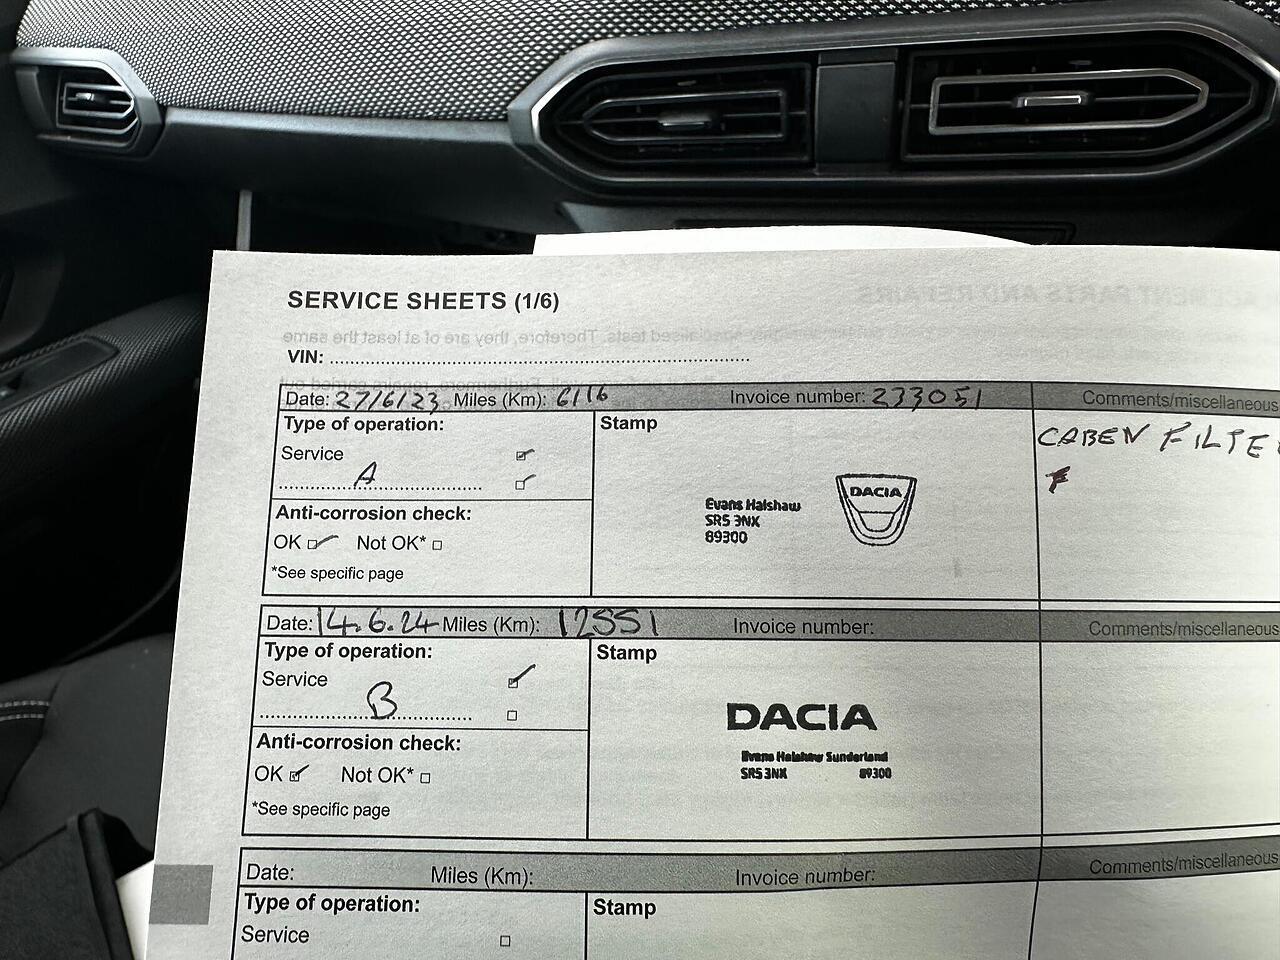 SERVICE SHEETS (1/6)
VIN:
Date: 27/6/23 Miles (Km): 6116 Invoice number: 233051 Comments/miscellaneous
Type of operation:
Stamp
CABEN FILTE
Service
A
Evans Halshaw
SR5 3NX
89300
DACIA
Anti-corrosion check:
OK Not OK*
*See specific page
Date: 14.6.24 Miles (Km): 12551 Invoice number: Comments/miscellaneous
Type of operation:
Stamp
Service
B
DACIA
Evans Halshaw Sunderland
SR5 3NX 89300
Anti-corrosion check:
OK Not OK*
*See specific page
Date: Miles (Km): Invoice number: Comments/miscellaneous
Type of operation:
Stamp
Service